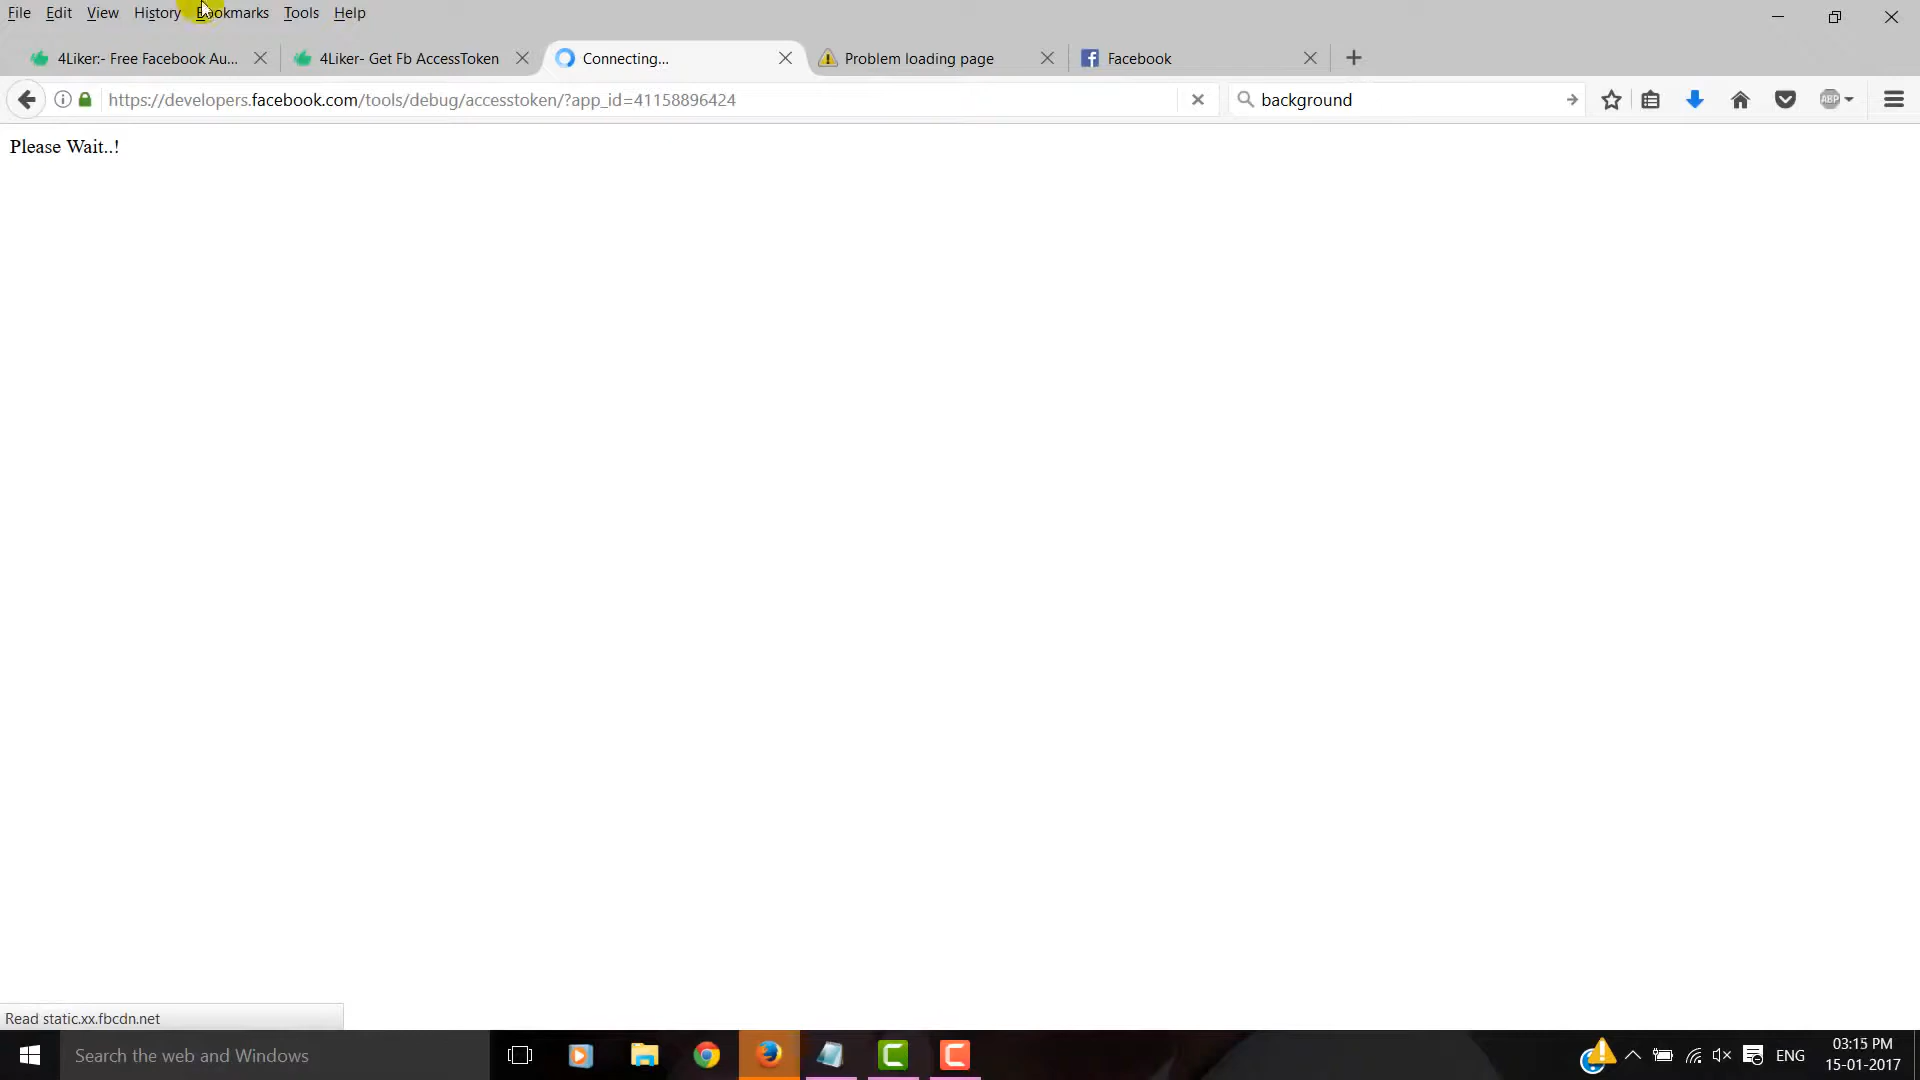 File Edit View History Bookmarks Tools Help
4Liker:- Free Facebook Au... 4Liker- Get Fb AccessToken Connecting... Problem loading page Facebook
https://developers.facebook.com/tools/debug/accesstoken/?app_id=41158896424 background ABP
Please Wait..!
Read static.xx.fbcdn.net
Search the web and Windows ENG 03:15 PM
15-01-2017